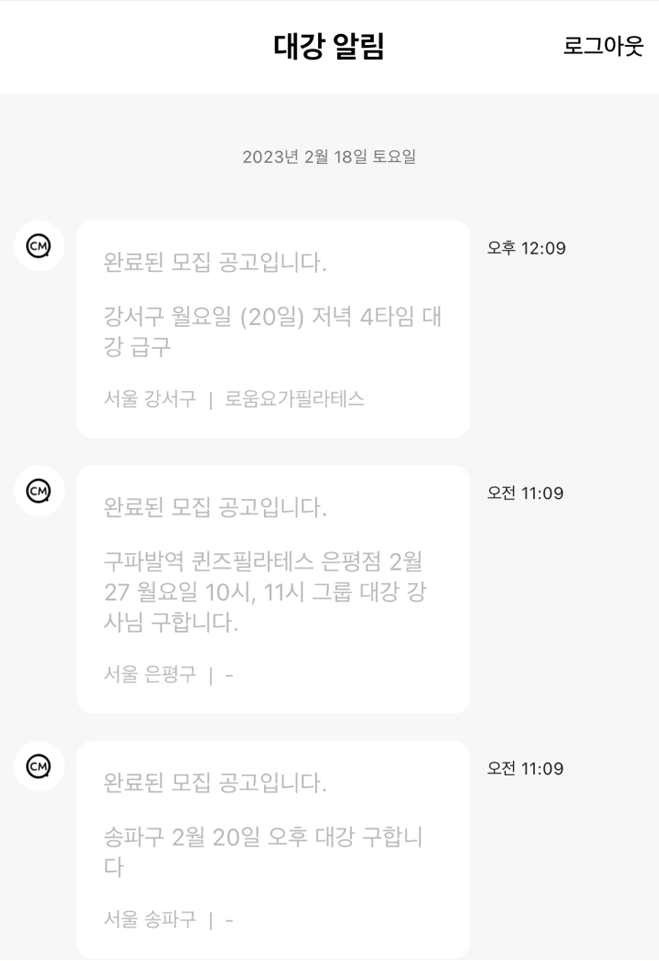 대강 알림
로그아웃
2023년 2월 18일 토요일
CM
완료된 모집 공고입니다.
오후 12:09
강서구 월요일 (20일) 저녁 4타임 대
강 급구
서울 강서구 | 로움요가필라테스
CM
완료된 모집 공고입니다.
오전 11:09
구파발역 퀸즈필라테스 은평점 2월
27 월요일 10시, 11시 그룹 대강 강
사님 구합니다.
서울 은평구 | -
CM
완료된 모집 공고입니다.
오전 11:09
송파구 2월 20일 오후 대강 구합니
다
서울 송파구 | -